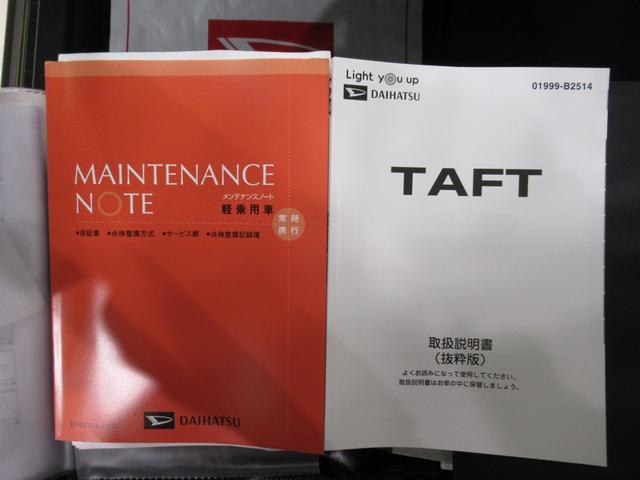 MAINTENANCE
NOTE
メンテナンスノート
軽乗用車
常時
携行
●保証書 ●点検整備方式 ●サービス網 ●点検整備記録簿
DAIHATSU
Light you up
DAIHATSU
01999-B2514
TAFT
取扱説明書
（抜粋版）
よくお読みになって使用してください。
取扱説明書はお車の中に保管しましょう。